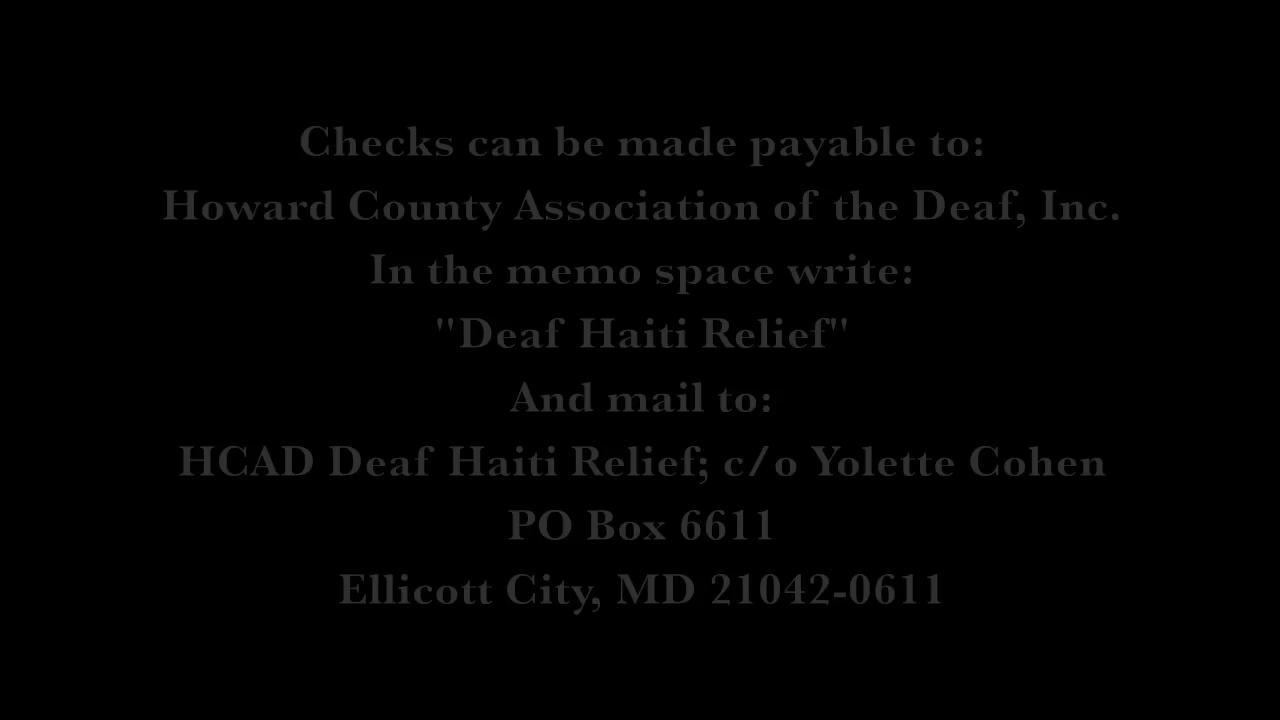 Checks can be made payable to:
Howard County Association of the Deaf, Inc.
In the memo space write:
"Deaf Haiti Relief"
And mail to:
HCAD Deaf Haiti Relief; c/o Yolette Cohen
PO Box 6611
Ellicott City, MD 21042-0611